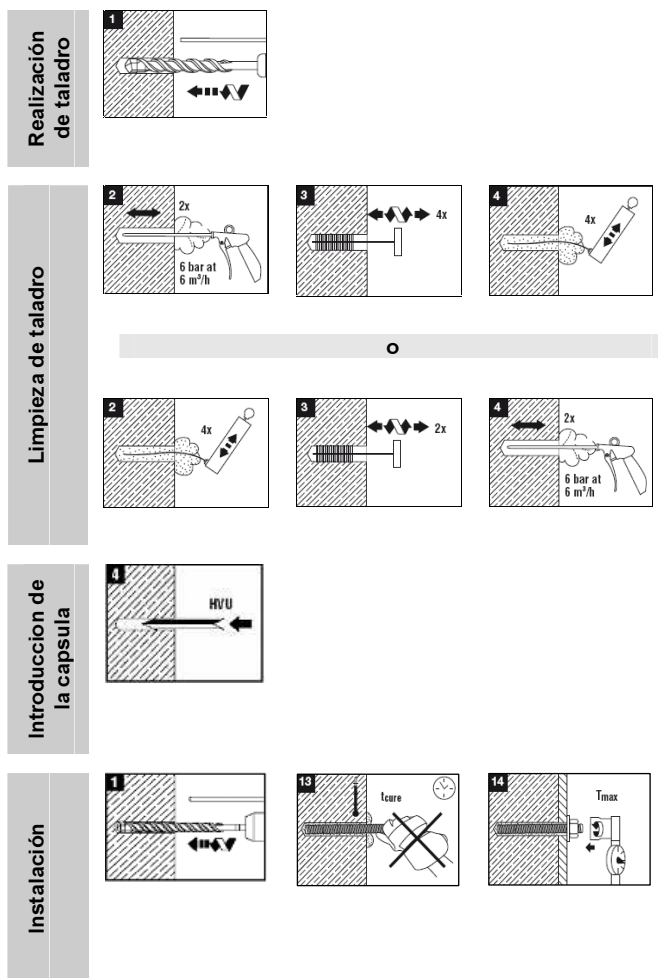 Realización
de taladro
1
Limpieza de taladro
2
2x
6 bar at
6 m³/h
3
4x
4
4x
O
2
4x
3
2x
4
2x
6 bar at
6 m³/h
Introduccion de
la capsula
4
HVU
Instalación
1
13
tcure
14
Tmax